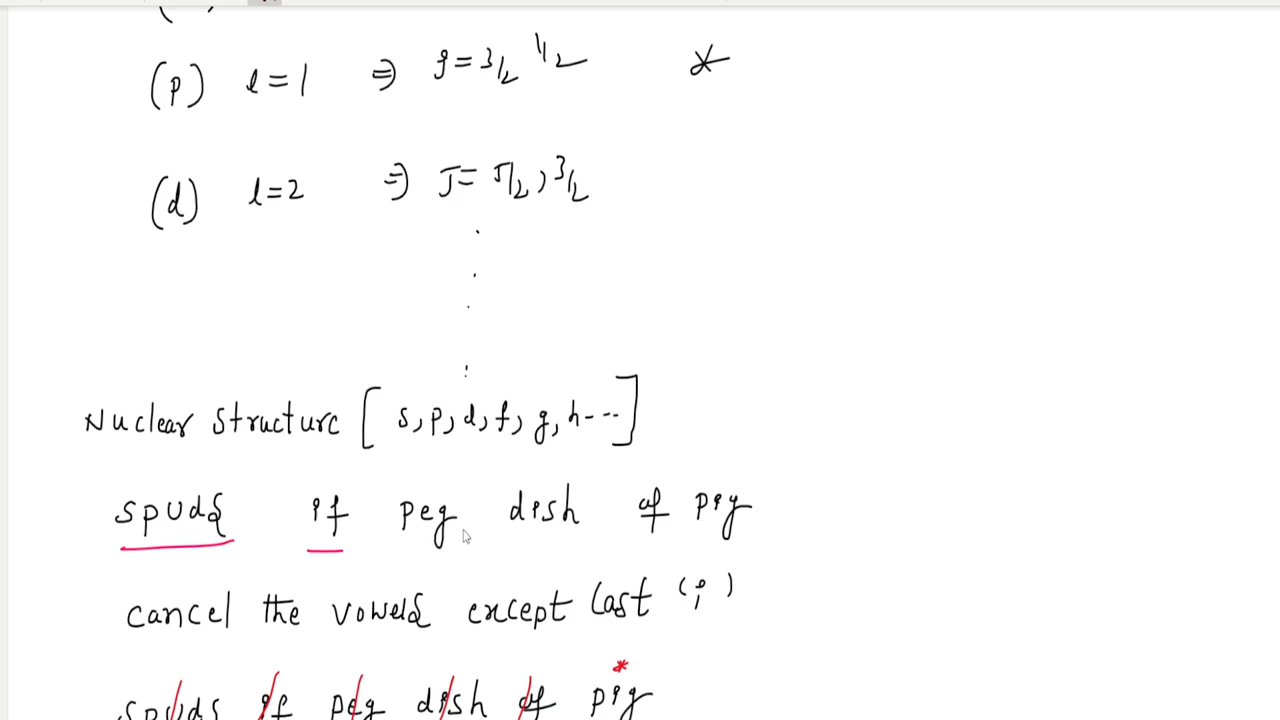 (p) l=1 ⇒ J=3/2 1/2 *
(d) l=2 ⇒ J= 5/2, 3/2
Nuclear structure [ s, p, d, f, g, h--- ]
spuds if peg dish of pig
cancel the vowels except last (i)
spuds if peg dish of pig